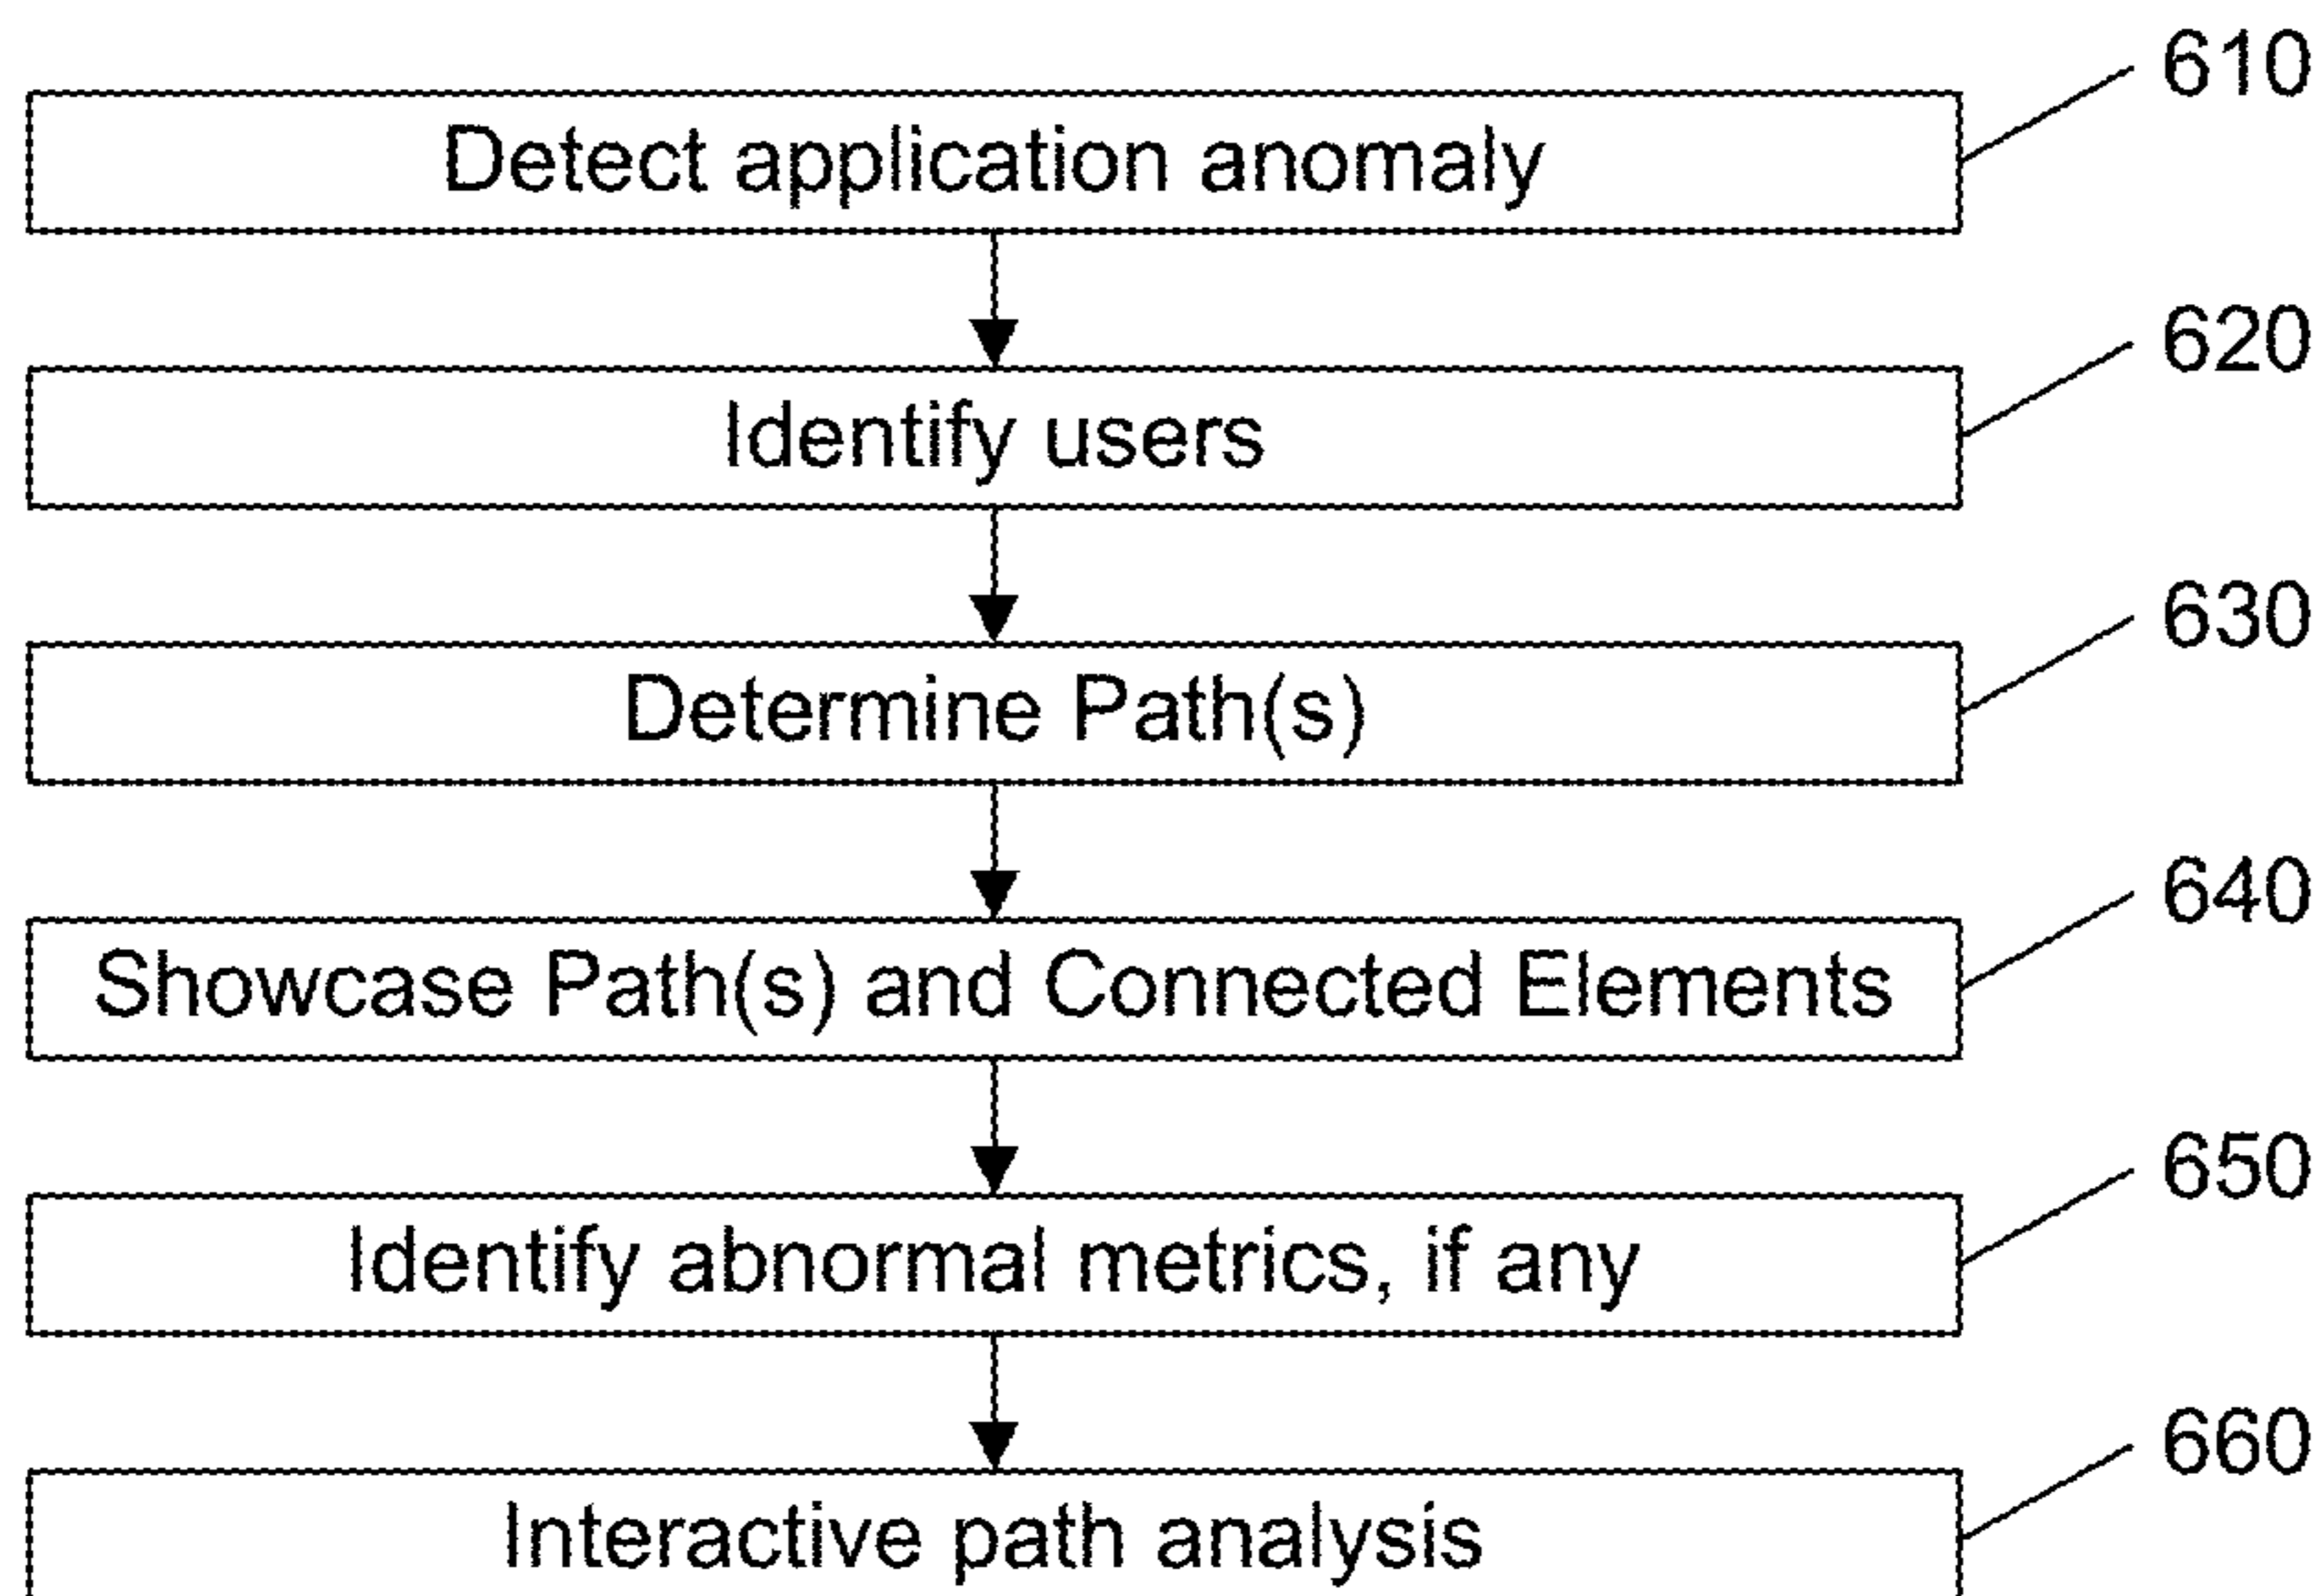 610
Detect application anomaly
620
Identify users
630
Determine Path(s)
640
Showcase Path(s) and Connected Elements
650
Identify abnormal metrics, if any
660
Interactive path analysis